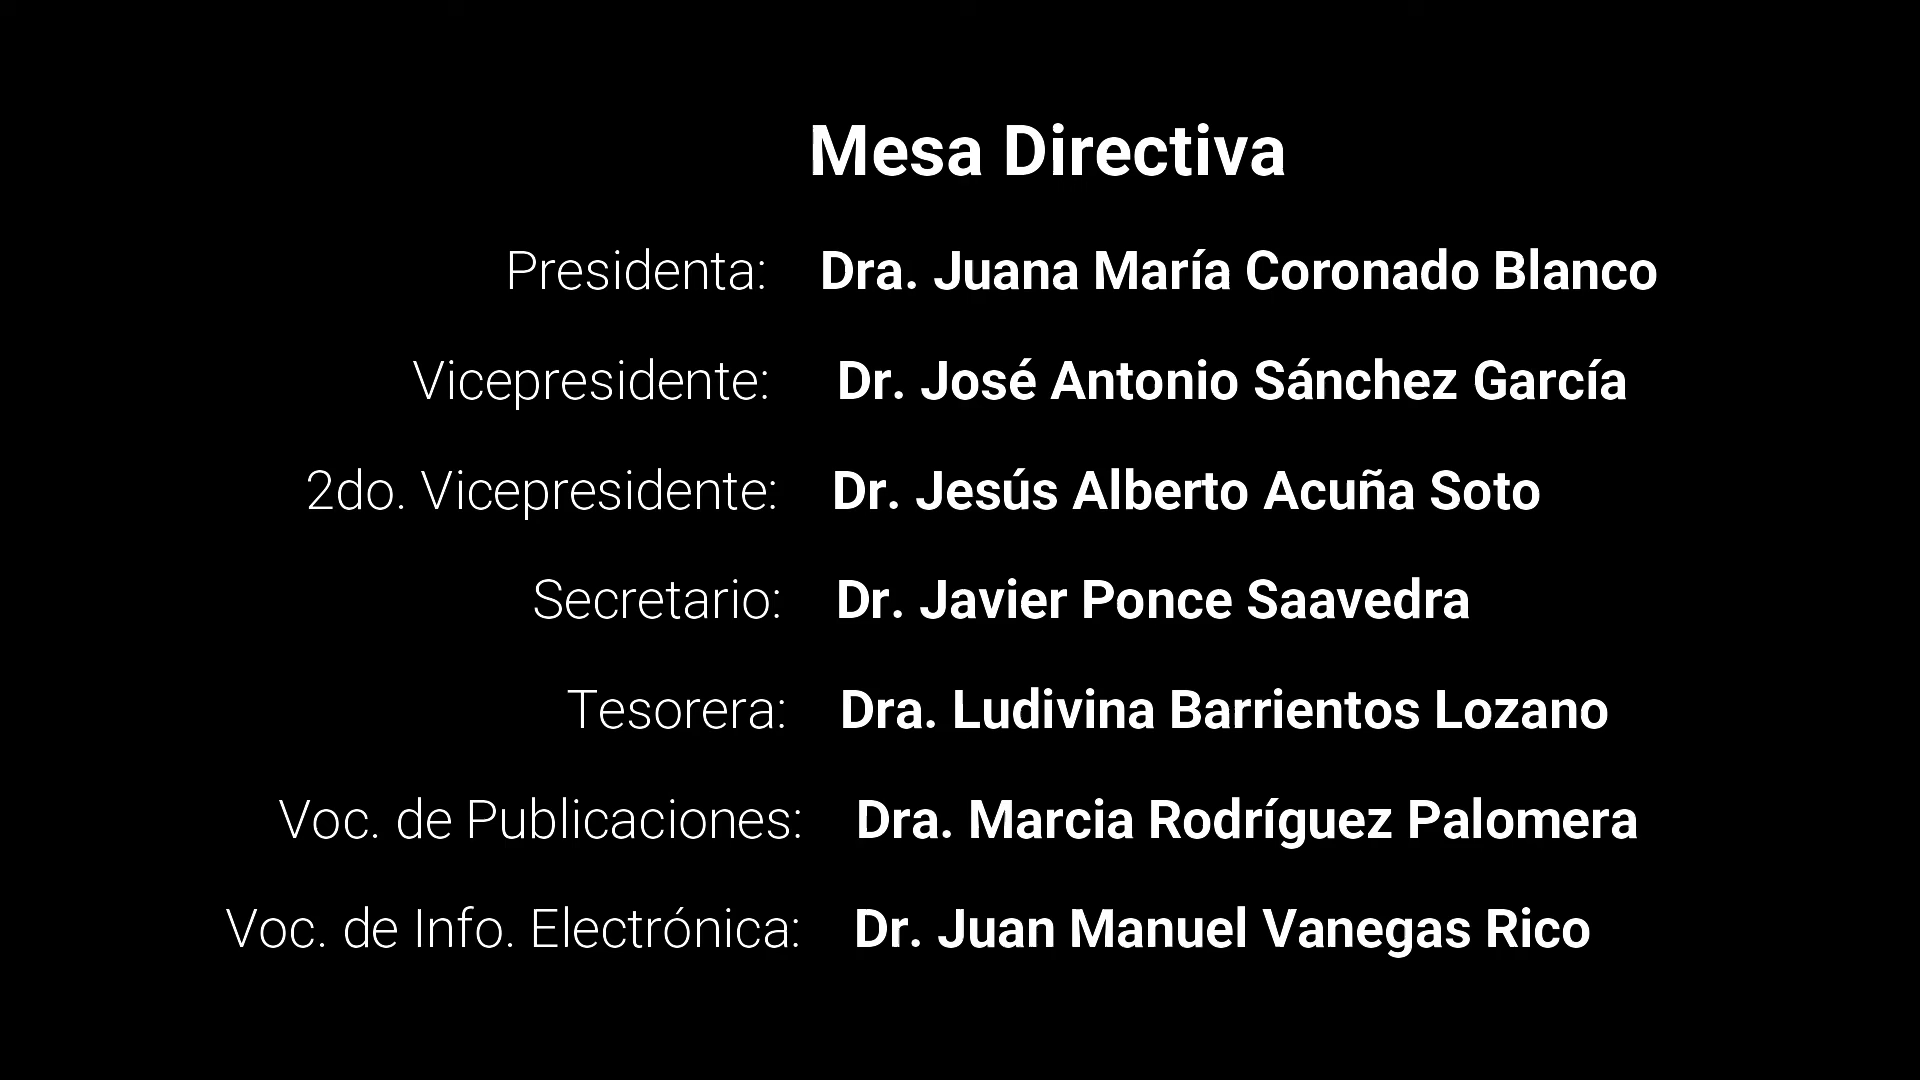 Mesa Directiva
Presidenta: Dra. Juana María Coronado Blanco
Vicepresidente: Dr. José Antonio Sánchez García
2do. Vicepresidente: Dr. Jesús Alberto Acuña Soto
Secretario: Dr. Javier Ponce Saavedra
Tesorera: Dra. Ludivina Barrientos Lozano
Voc. de Publicaciones: Dra. Marcia Rodríguez Palomera
Voc. de Info. Electrónica: Dr. Juan Manuel Vanegas Rico